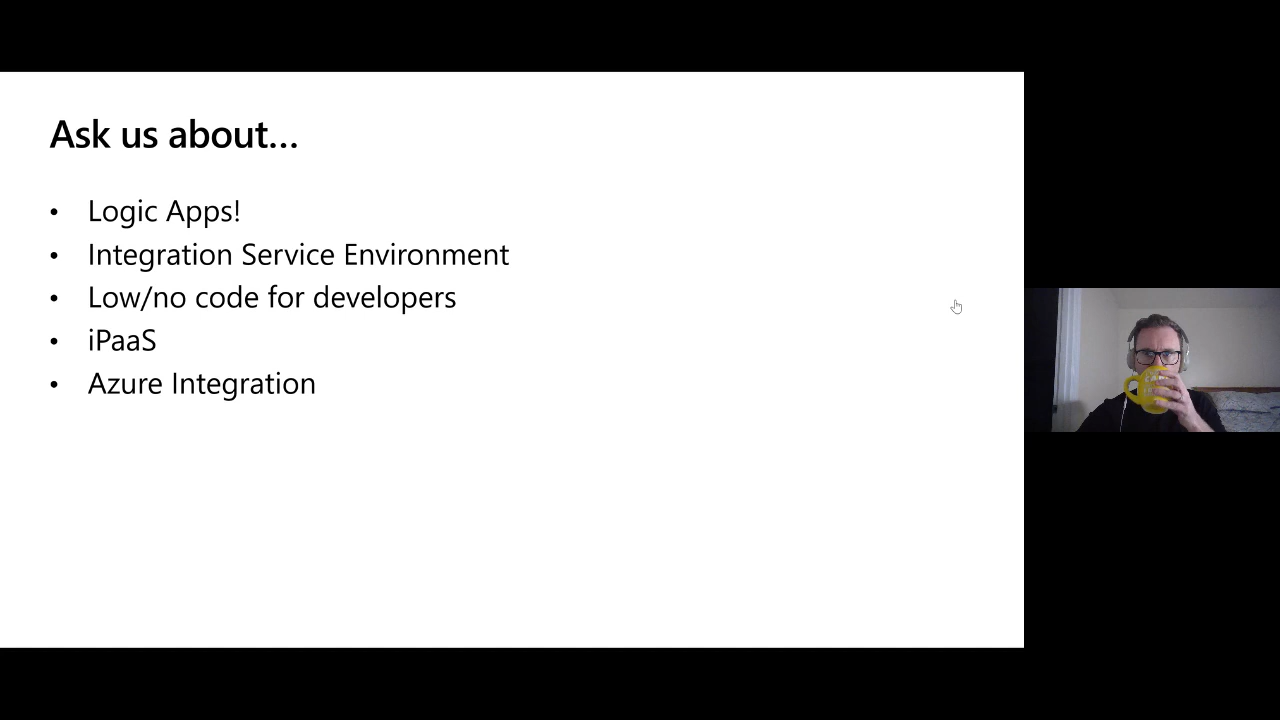 Ask us about...
• Logic Apps!
• Integration Service Environment
• Low/no code for developers
• iPaaS
• Azure Integration